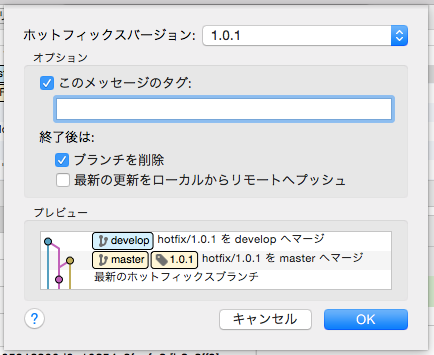 ホットフィックスバージョン: 1.0.1
オプション
このメッセージのタグ:
終了後は:
ブランチを削除
最新の更新をローカルからリモートへプッシュ
プレビュー
develop hotfix/1.0.1 を develop へマージ
master 1.0.1 hotfix/1.0.1 を master へマージ
最新のホットフィックスブランチ
? キャンセル OK